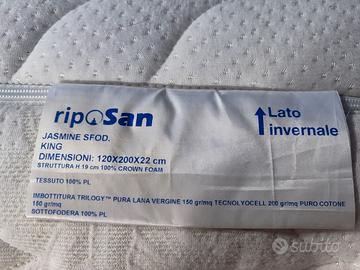 ripOSan
↑Lato
invernale
JASMINE SFOD.
KING
DIMENSIONI: 120X200X22 cm
STRUTTURA H 19 cm 100% CROWN FOAM
TESSUTO 100% PL
IMBOTTITURA TRILOGY™ PURA LANA VERGINE 150 gr/mq TECNOLYOCELL 200 gr/mq PURO COTONE
150 gr/mq
SOTTOFODERA 100% PL
subito